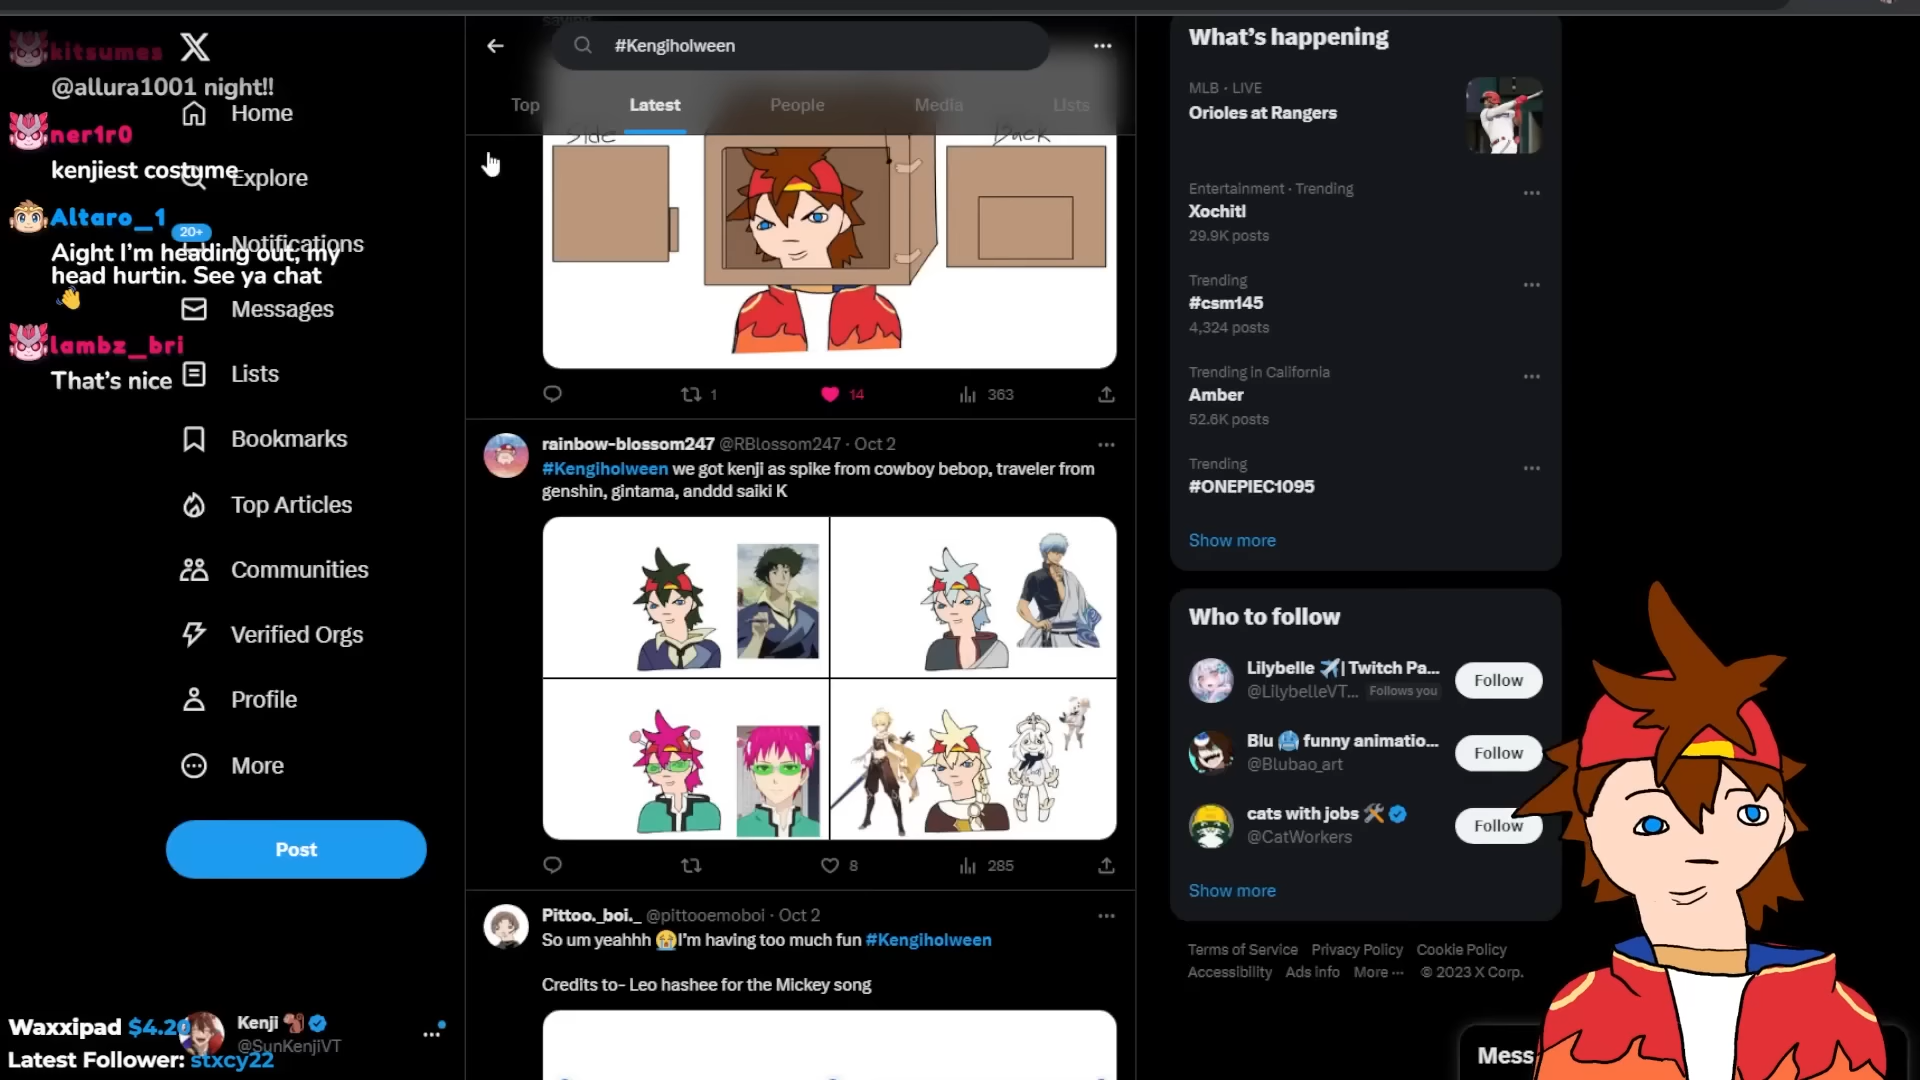 kitsumes
@allura1001 night!!
ner1r0
kenjiest costume
Altaro__1
Aight I'm heading out, my
head hurtin. See ya chat
👋
lambz_bri
That's nice
X
Home
Explore
20+
Notifications
Messages
Lists
Bookmarks
Top Articles
Communities
Verified Orgs
Profile
More
Post
Waxxipad $4.20
Latest Follower: stxcy22
Kenji 🐿️
@SunKenjiVT
saying
#Kengiholween
Top
Latest
People
Media
Lists
Side
Back
1
14
363
rainbow-blossom247 @RBlossom247 · Oct 2
#Kengiholween we got kenji as spike from cowboy bebop, traveler from
genshin, gintama, anddd saiki K
8
285
Pittoo._boi._ @pittooemoboi · Oct 2
So um yeahhh 😭I'm having too much fun #Kengiholween
Credits to- Leo hashee for the Mickey song
What's happening
MLB · LIVE
Orioles at Rangers
Entertainment · Trending
Xochitl
29.9K posts
Trending
#csm145
4,324 posts
Trending in California
Amber
52.6K posts
Trending
#ONEPIEC1095
Show more
Who to follow
Lilybelle ✈️| Twitch Pa...
@LilybelleVT... Follows you
Follow
Blu 🥶 funny animatio...
@Blubao_art
Follow
cats with jobs 🛠️
@CatWorkers
Follow
Show more
Terms of Service Privacy Policy Cookie Policy
Accessibility Ads info More ··· © 2023 X Corp.
Mess